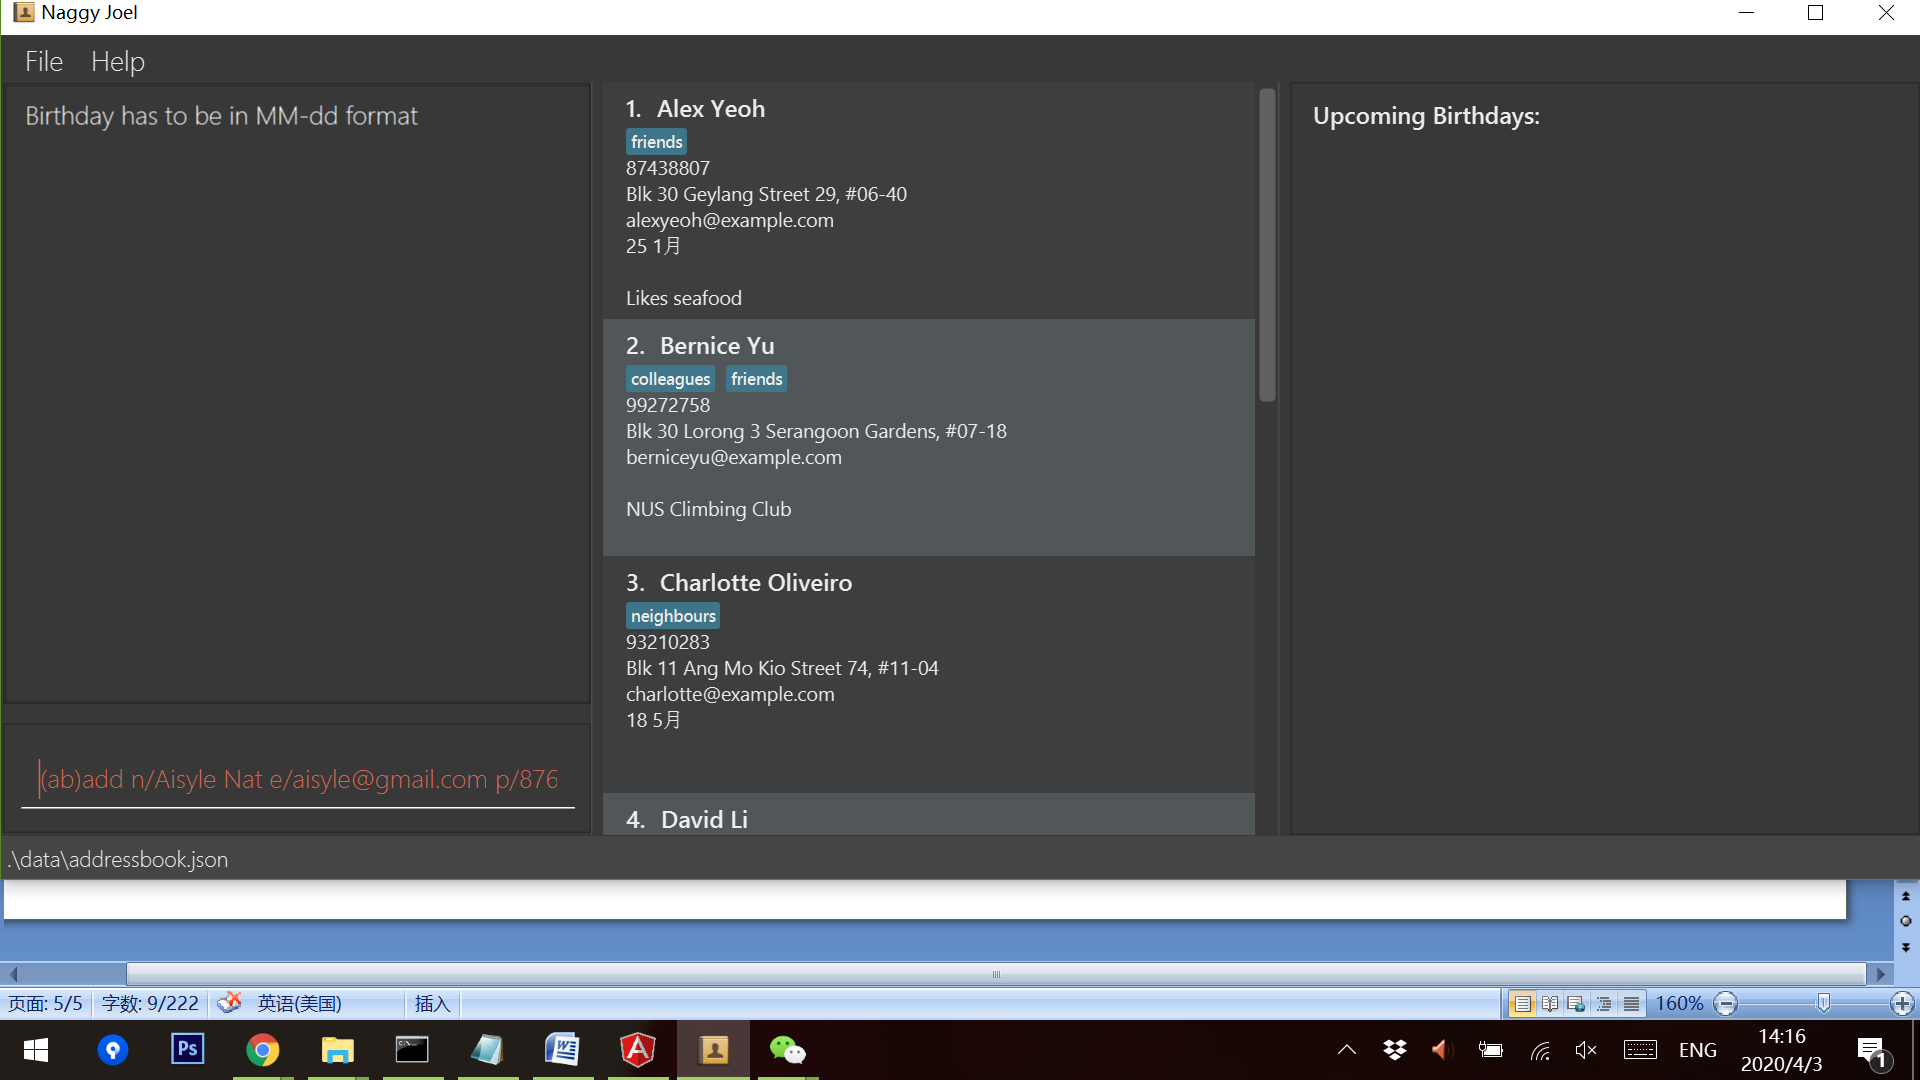 Naggy Joel
File Help
Birthday has to be in MM-dd format
(ab)add n/Aisyle Nat e/aisyle@gmail.com p/876
1. Alex Yeoh
friends
87438807
Blk 30 Geylang Street 29, #06-40
alexyeoh@example.com
25 1月
Likes seafood
2. Bernice Yu
colleagues friends
99272758
Blk 30 Lorong 3 Serangoon Gardens, #07-18
berniceyu@example.com
NUS Climbing Club
3. Charlotte Oliveiro
neighbours
93210283
Blk 11 Ang Mo Kio Street 74, #11-04
charlotte@example.com
18 5月
4. David Li
Upcoming Birthdays:
.\data\addressbook.json
页面: 5/5 字数: 9/222 英语(美国) 插入 160%
Ps
ENG
14:16
2020/4/3
1